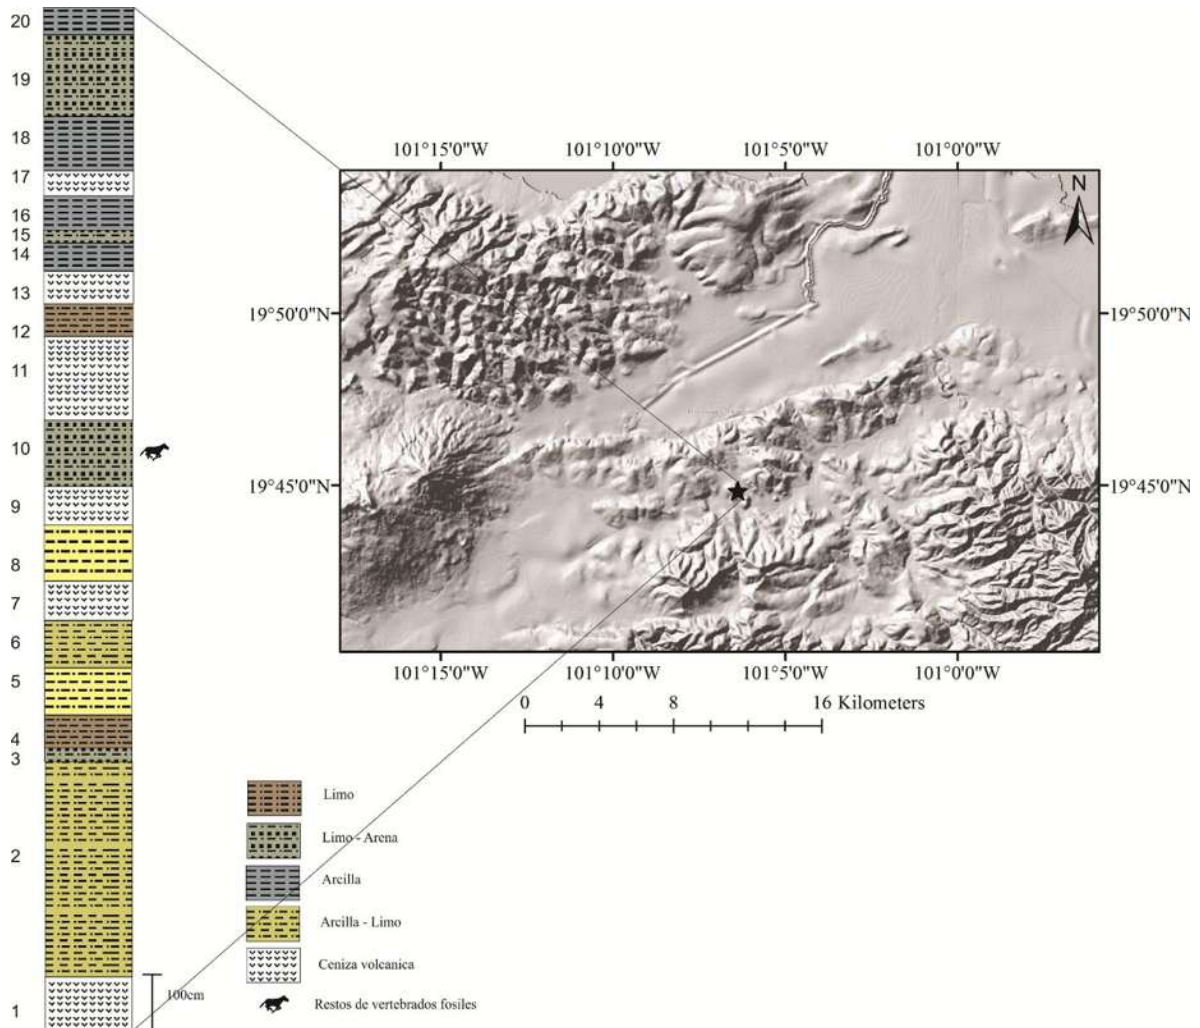 20
19
18
17
16
15
14
13
12
11
10
9
8
7
6
5
4
3
2
1
100cm
101°15'0"W 101°10'0"W 101°5'0"W 101°0'0"W
N
19°50'0"N 19°50'0"N
19°45'0"N 19°45'0"N
101°15'0"W 101°10'0"W 101°5'0"W 101°0'0"W
0 4 8 16 Kilometers
Limo
Limo - Arena
Arcilla
Arcilla - Limo
Ceniza volcanica
Restos de vertebrados fosiles